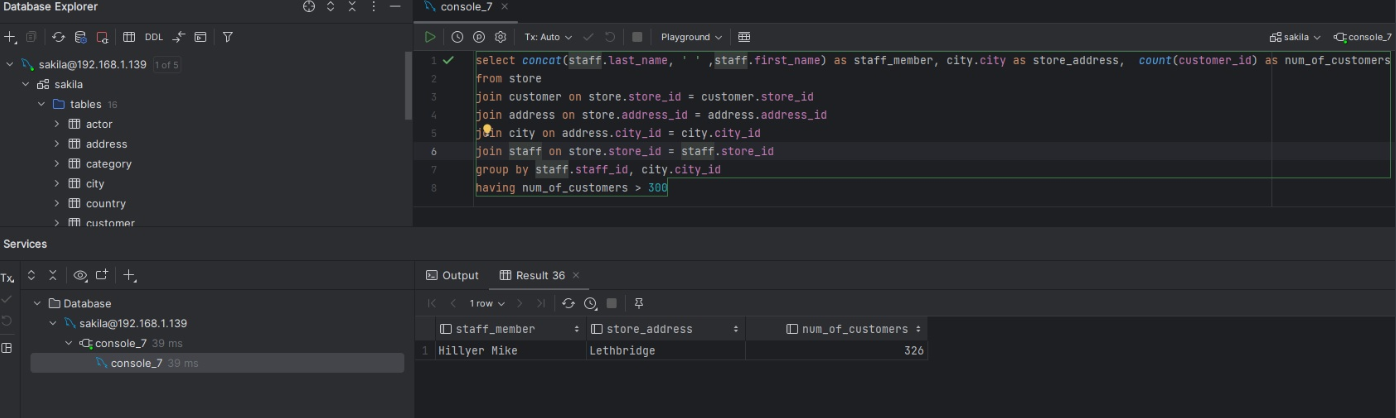 Database Explorer
console_7
DDL
Tx: Auto
Playground
sakila
console_7
sakila@192.168.1.139 1 of 5
sakila
tables 16
actor
address
category
city
country
customer
1 select concat(staff.last_name, ' ' ,staff.first_name) as staff_member, city.city as store_address,  count(customer_id) as num_of_customers
2 from store
3 join customer on store.store_id = customer.store_id
4 join address on store.address_id = address.address_id
5 join city on address.city_id = city.city_id
6 join staff on store.store_id = staff.store_id
7 group by staff.staff_id, city.city_id
8 having num_of_customers > 300
Services
Tx
Database
sakila@192.168.1.139
console_7 39 ms
console_7 39 ms
Output
Result 36
1 row
staff_member store_address num_of_customers
1 Hillyer Mike Lethbridge 326